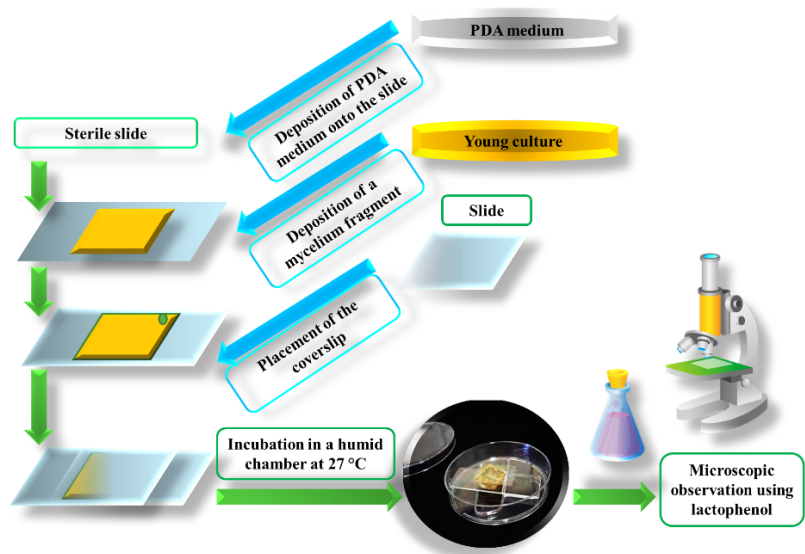 PDA medium
Deposition of PDA
medium onto the slide
Sterile slide
Young culture
Deposition of a
mycelium fragment
Slide
Placement of the
coverslip
Incubation in a humid
chamber at 27 °C
Microscopic
observation using
lactophenol